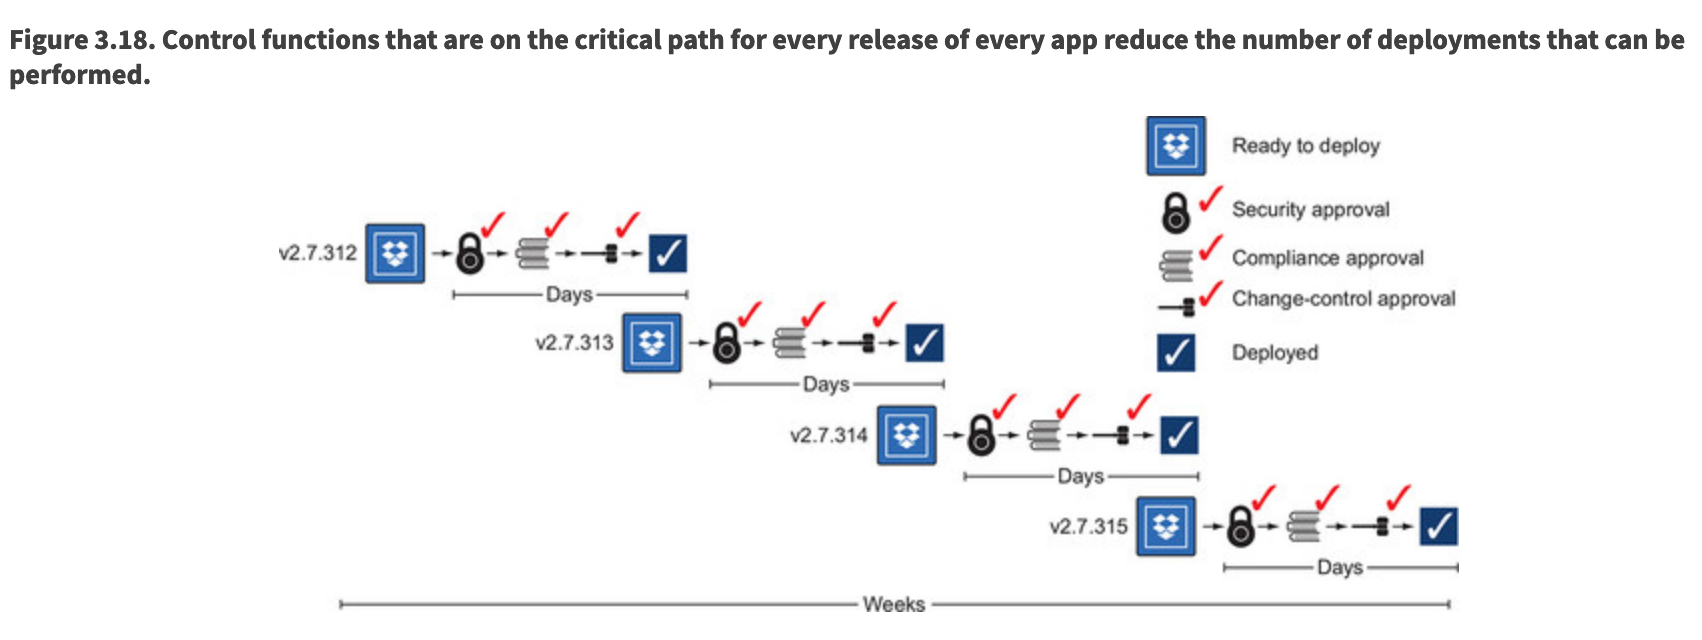 Figure 3.18. Control functions that are on the critical path for every release of every app reduce the number of deployments that can be
performed.
Ready to deploy
Security approval
Compliance approval
Change-control approval
Deployed
v2.7.312
Days
v2.7.313
Days
v2.7.314
Days
v2.7.315
Days
Weeks